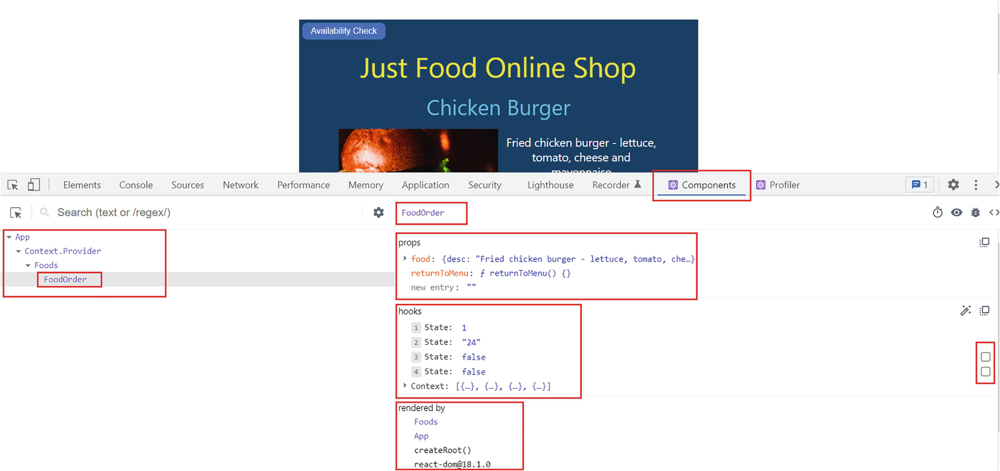 Availability Check
Just Food Online Shop
Chicken Burger
Fried chicken burger - lettuce,
tomato, cheese and
mayonnaise
Elements Console Sources Network Performance Memory Application Security Lighthouse Recorder Components Profiler 1
Search (text or /regex/)
FoodOrder
App
Context.Provider
Foods
FoodOrder
props
food: {desc: "Fried chicken burger - lettuce, tomato, che…}
returnToMenu: ƒ returnToMenu() {}
new entry: ""
hooks
1 State: 1
2 State: "24"
3 State: false
4 State: false
Context: [{…}, {…}, {…}, {…}]
rendered by
Foods
App
createRoot()
react-dom@18.1.0